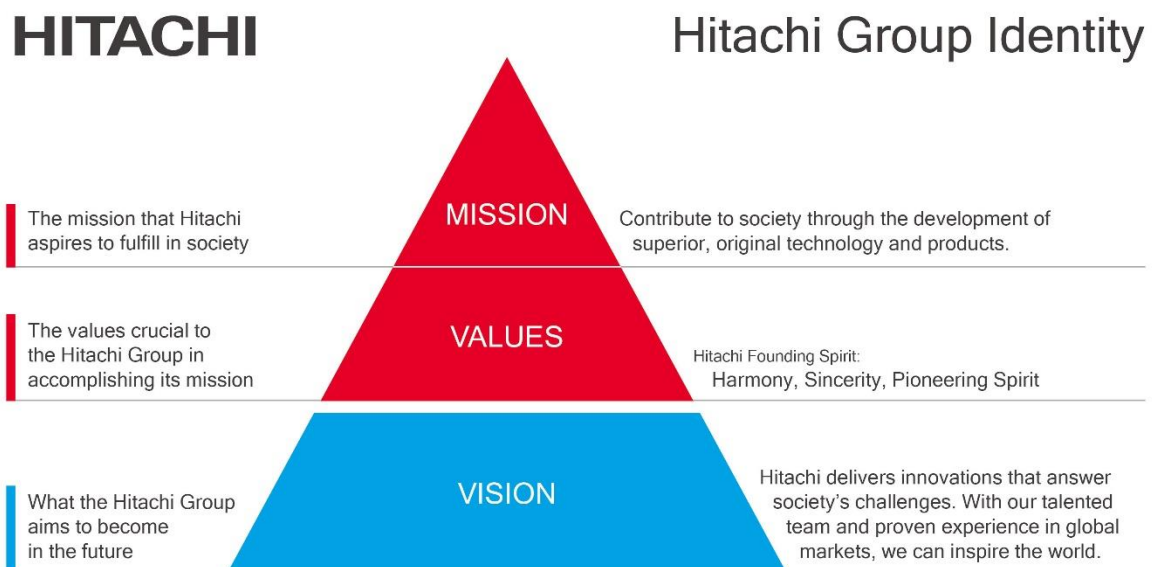 HITACHI
Hitachi Group Identity
The mission that Hitachi
aspires to fulfill in society
MISSION
Contribute to society through the development of
superior, original technology and products.
The values crucial to
the Hitachi Group in
accomplishing its mission
VALUES
Hitachi Founding Spirit:
Harmony, Sincerity, Pioneering Spirit
What the Hitachi Group
aims to become
in the future
VISION
Hitachi delivers innovations that answer
society's challenges. With our talented
team and proven experience in global
markets, we can inspire the world.